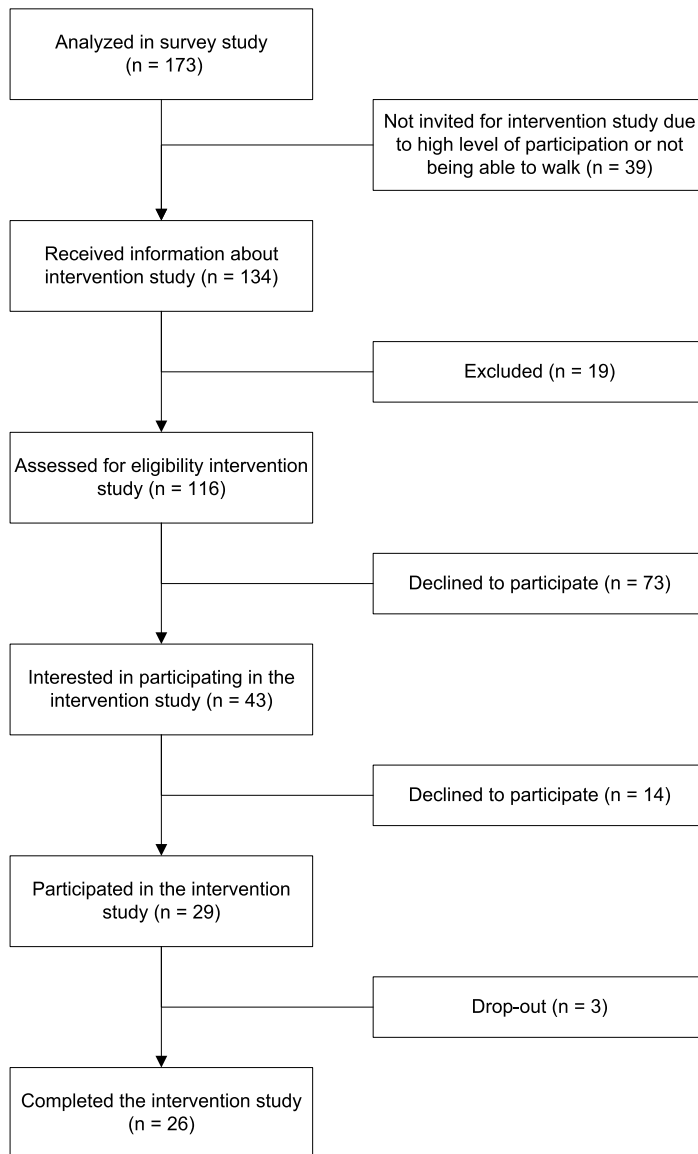 Analyzed in survey study
(n = 173)
Not invited for intervention study due
to high level of participation or not
being able to walk (n = 39)
Received information about
intervention study (n = 134)
Excluded (n = 19)
Assessed for eligibility intervention
study (n = 116)
Declined to participate (n = 73)
Interested in participating in the
intervention study (n = 43)
Declined to participate (n = 14)
Participated in the intervention
study (n = 29)
Drop-out (n = 3)
Completed the intervention study
(n = 26)